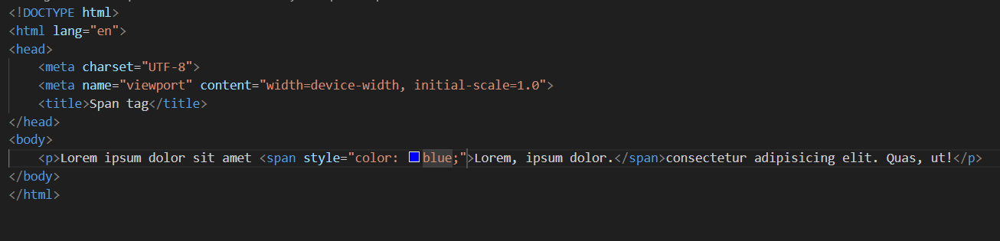 <!DOCTYPE html>
<html lang="en">
<head>
    <meta charset="UTF-8">
    <meta name="viewport" content="width=device-width, initial-scale=1.0">
    <title>Span tag</title>
</head>
<body>
    <p>Lorem ipsum dolor sit amet <span style="color: blue;">Lorem, ipsum dolor.</span>consectetur adipisicing elit. Quas, ut!</p>
</body>
</html>